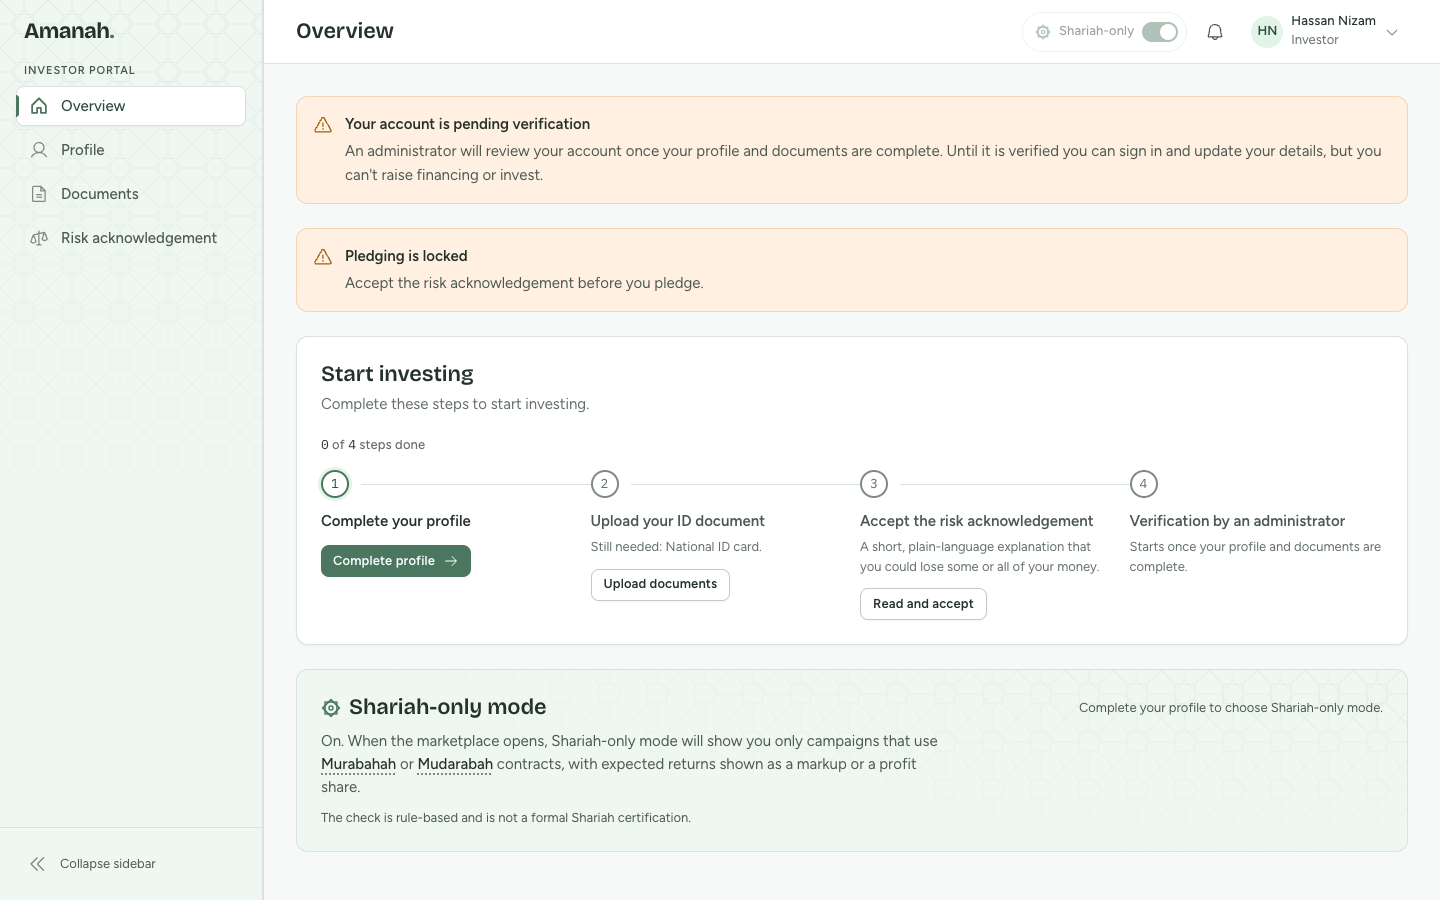 Amanah.
INVESTOR PORTAL
Overview
Profile
Documents
Risk acknowledgement
Collapse sidebar
Overview
Shariah-only
HN
Hassan Nizam
Investor
Your account is pending verification
An administrator will review your account once your profile and documents are complete. Until it is verified you can sign in and update your details, but you
can't raise financing or invest.
Pledging is locked
Accept the risk acknowledgement before you pledge.
Start investing
Complete these steps to start investing.
0 of 4 steps done
1
Complete your profile
Complete profile
2
Upload your ID document
Still needed: National ID card.
Upload documents
3
Accept the risk acknowledgement
A short, plain-language explanation that
you could lose some or all of your money.
Read and accept
4
Verification by an administrator
Starts once your profile and documents are
complete.
Shariah-only mode
Complete your profile to choose Shariah-only mode.
On. When the marketplace opens, Shariah-only mode will show you only campaigns that use
Murabahah or Mudarabah contracts, with expected returns shown as a markup or a profit
share.
The check is rule-based and is not a formal Shariah certification.